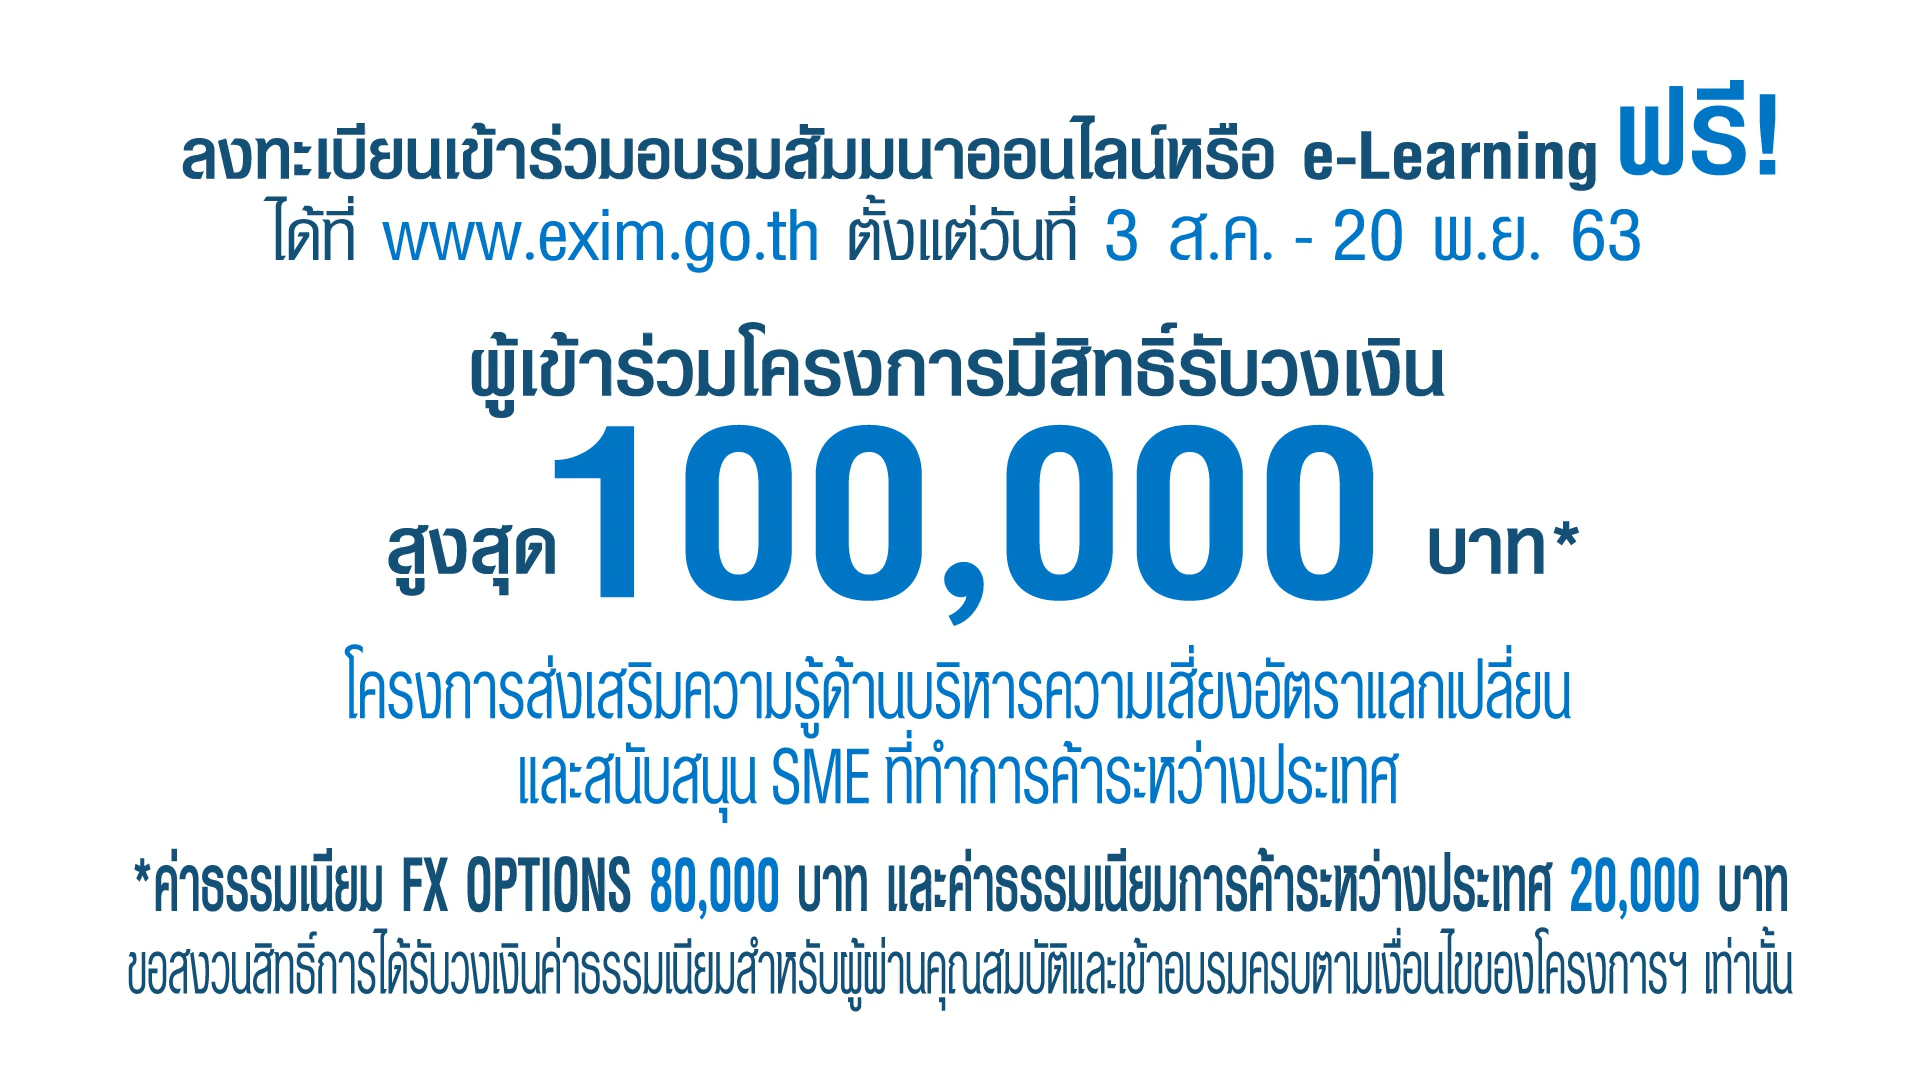 ลงทะเบียนเข้าร่วมอบรมสัมมนาออนไลน์หรือ e-Learning ฟรี!
ได้ที่ www.exim.go.th ตั้งแต่วันที่ 3 ส.ค. - 20 พ.ย. 63
ผู้เข้าร่วมโครงการมีสิทธิ์รับวงเงิน
สูงสุด 100,000 บาท*
โครงการส่งเสริมความรู้ด้านบริหารความเสี่ยงอัตราแลกเปลี่ยน
และสนับสนุน SME ที่ทำการค้าระหว่างประเทศ
*ค่าธรรมเนียม FX OPTIONS 80,000 บาท และค่าธรรมเนียมการค้าระหว่างประเทศ 20,000 บาท
ขอสงวนสิทธิ์การได้รับวงเงินค่าธรรมเนียมสำหรับผู้ผ่านคุณสมบัติและเข้าอบรมครบตามเงื่อนไขของโครงการฯ เท่านั้น